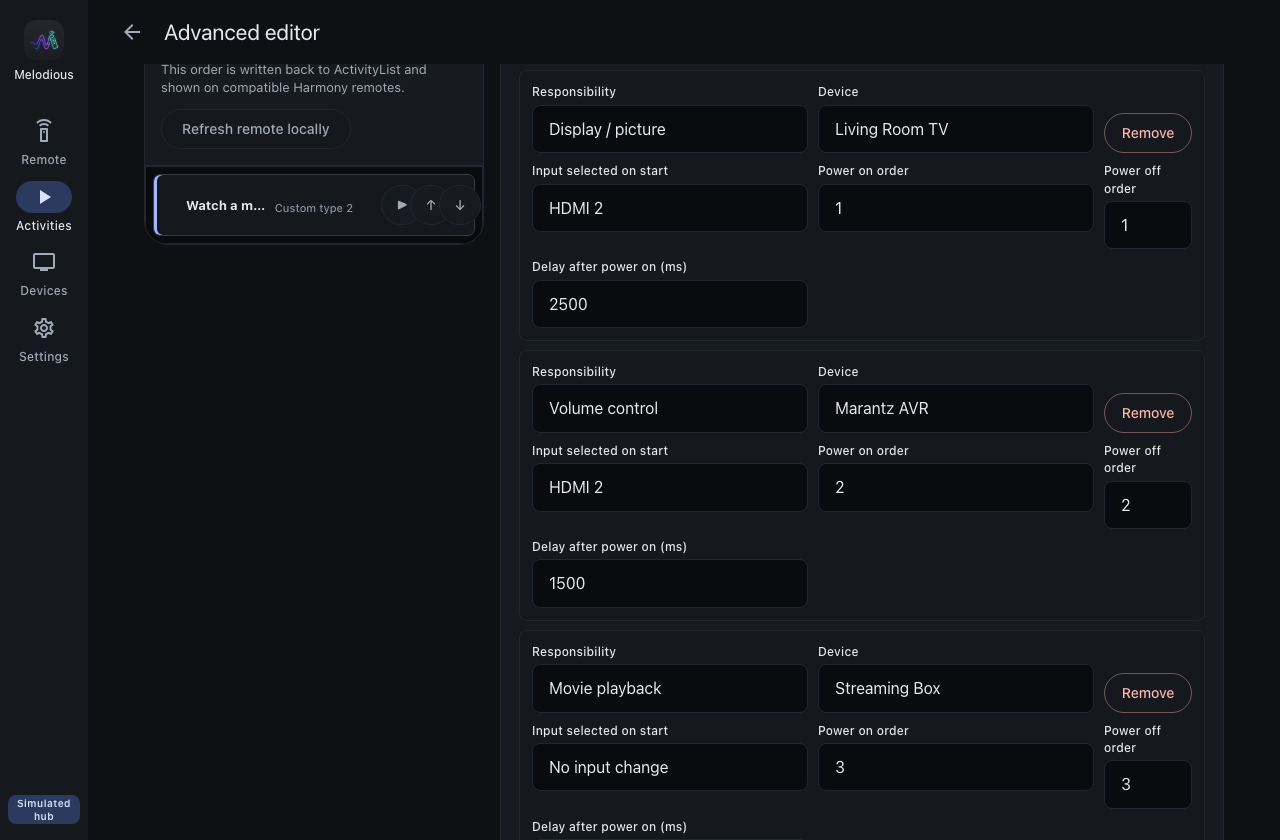 Advanced editor
Melodious
Remote
Activities
Devices
Settings
Simulated
hub
This order is written back to ActivityList and
shown on compatible Harmony remotes.
Refresh remote locally
Watch a m... Custom type 2
Responsibility Device
Display / picture Living Room TV Remove
Input selected on start Power on order Power off
order
HDMI 2 1 1
Delay after power on (ms)
2500
Responsibility Device
Volume control Marantz AVR Remove
Input selected on start Power on order Power off
order
HDMI 2 2 2
Delay after power on (ms)
1500
Responsibility Device
Movie playback Streaming Box Remove
Input selected on start Power on order Power off
order
No input change 3 3
Delay after power on (ms)